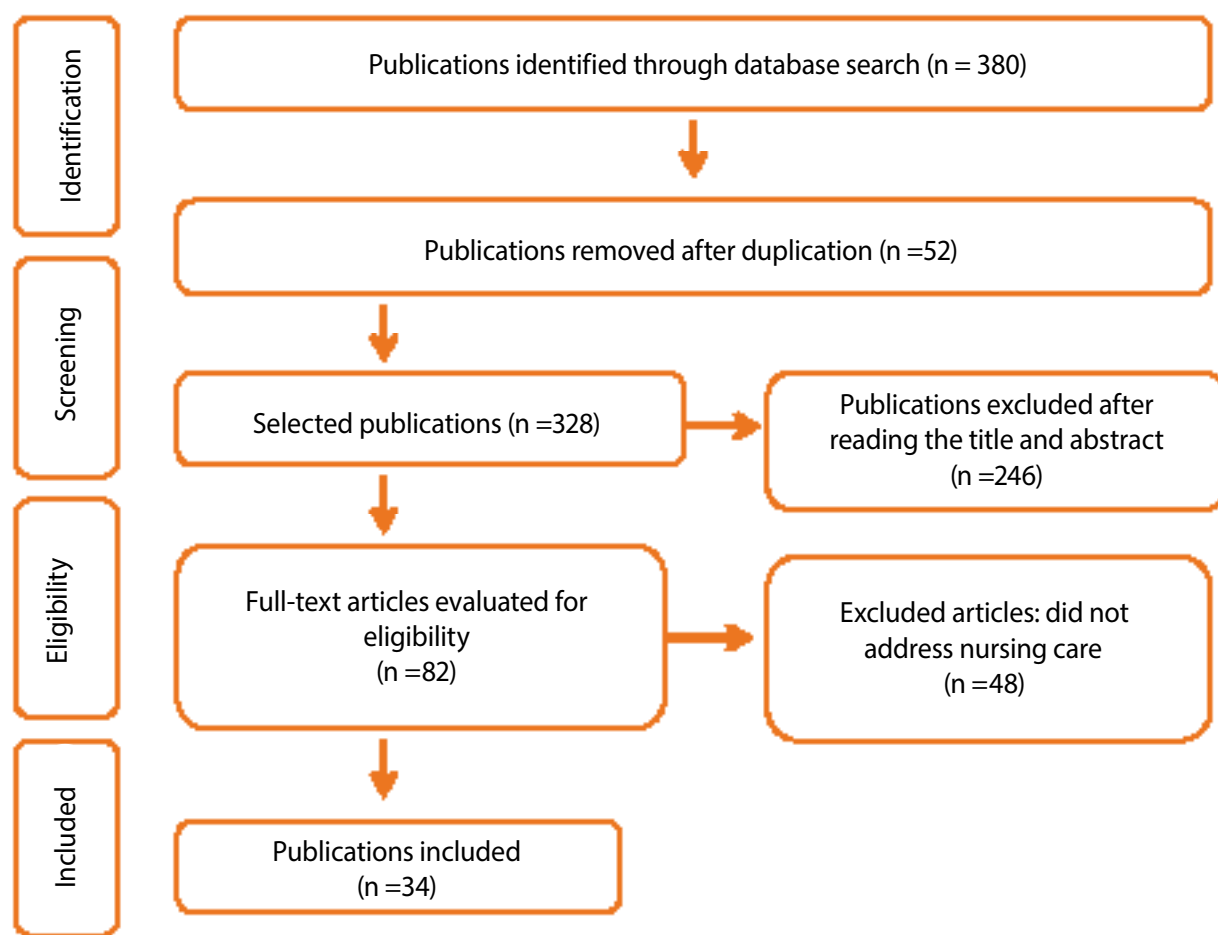 Identification
Publications identified through database search (n = 380)
Publications removed after duplication (n =52)
Screening
Selected publications (n =328)
Publications excluded after
reading the title and abstract
(n =246)
Eligibility
Full-text articles evaluated for
eligibility
(n =82)
Excluded articles: did not
address nursing care
(n =48)
Included
Publications included
(n =34)